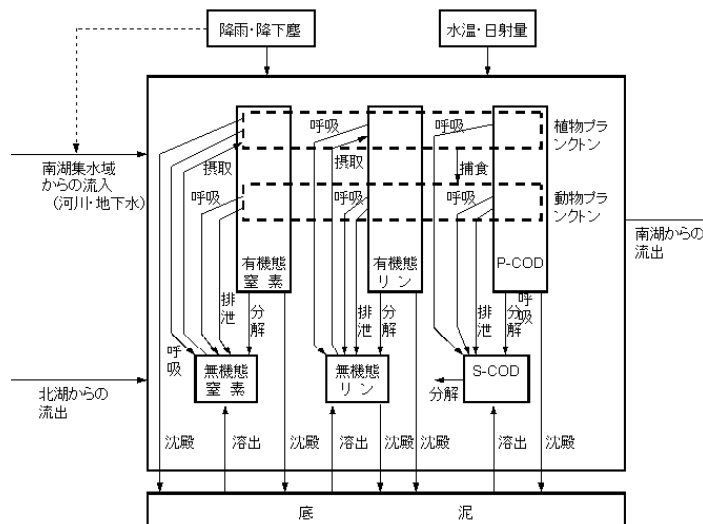 降雨・降下塵
水温・日射量
呼吸
呼吸
植物プラ
ンクトン
南湖集水域
からの流入
（河川・地下水）
摂取
摂取
捕食
呼吸
呼吸
呼吸
動物プラ
ンクトン
南湖からの
流出
有機態
窒 素
有機態
リン
P-COD
排
泄
分
解
排
泄
分
解
排
泄
分
解
呼
吸
呼
吸
無機態
窒 素
無機態
リン
S-COD
分解
北湖からの
流出
沈殿
溶出
沈殿
溶出
沈殿
沈殿
溶出
沈殿
底 泥